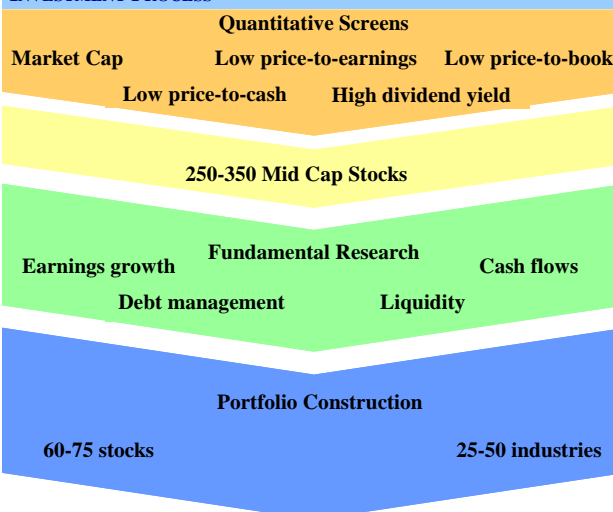 INVESTMENT PROCESS
Quantitative Screens
Market Cap Low price-to-earnings Low price-to-book
Low price-to-cash High dividend yield
250-350 Mid Cap Stocks
Fundamental Research
Earnings growth Cash flows
Debt management Liquidity
Portfolio Construction
60-75 stocks 25-50 industries